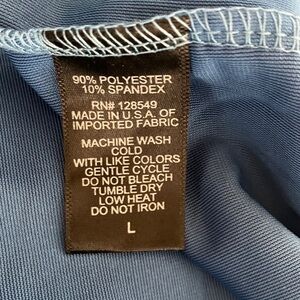 90% POLYESTER
10% SPANDEX
RN# 128549
MADE IN U.S.A. OF
IMPORTED FABRIC
MACHINE WASH
COLD
WITH LIKE COLORS
GENTLE CYCLE
DO NOT BLEACH
TUMBLE DRY
LOW HEAT
DO NOT IRON
L